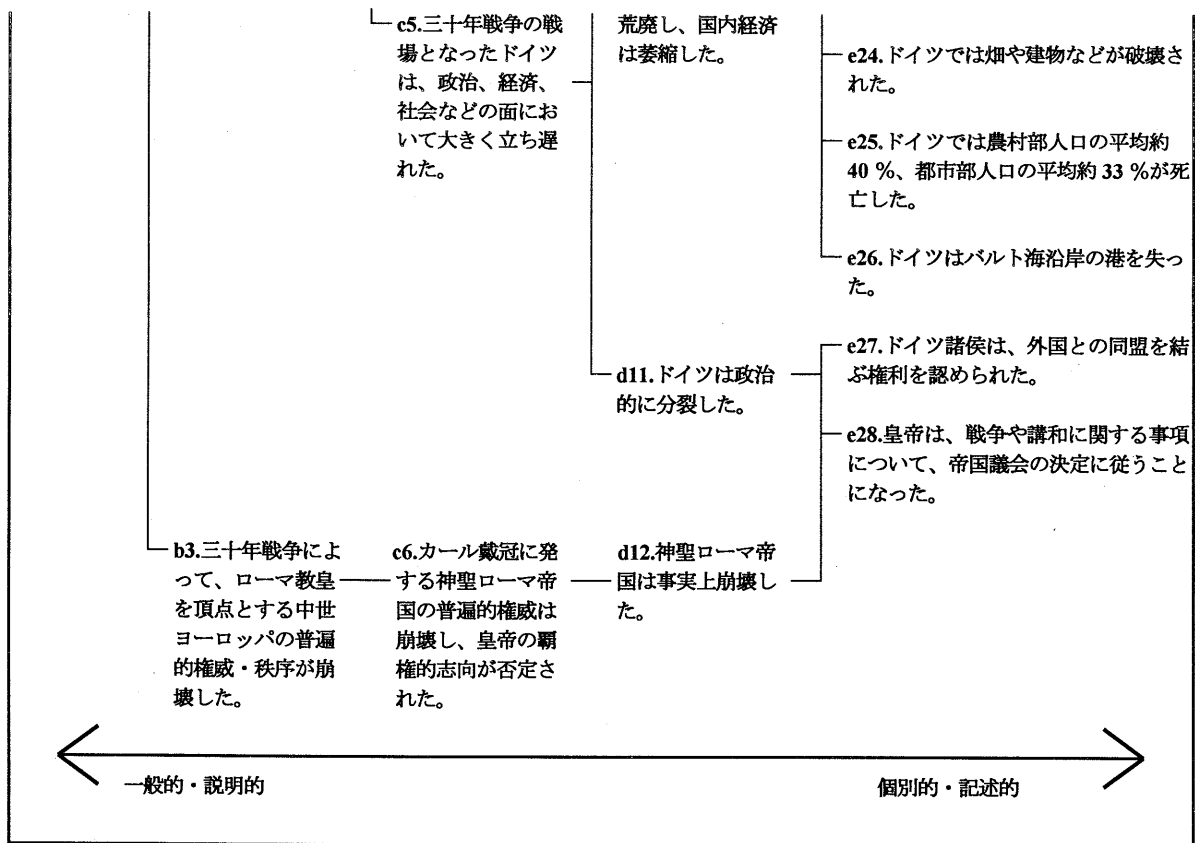 c5.三十年戦争の戦
場となったドイツ
は、政治、経済、
社会などの面にお
いて大きく立ち遅
れた。
荒廃し、国内経済
は萎縮した。
e24.ドイツでは畑や建物などが破壊さ
れた。
e25.ドイツでは農村部人口の平均約
40 %、都市部人口の平均約 33 %が死
亡した。
e26.ドイツはバルト海沿岸の港を失っ
た。
d11.ドイツは政治
的に分裂した。
e27.ドイツ諸侯は、外国との同盟を結
ぶ権利を認められた。
e28.皇帝は、戦争や講和に関する事項
について、帝国議会の決定に従うこと
になった。
b3.三十年戦争によ
って、ローマ教皇
を頂点とする中世
ヨーロッパの普遍
的権威・秩序が崩
壊した。
c6.カール戴冠に発
する神聖ローマ帝
国の普遍的権威は
崩壊し、皇帝の覇
権的志向が否定さ
れた。
d12.神聖ローマ帝
国は事実上崩壊し
た。
一般的・説明的
個別的・記述的